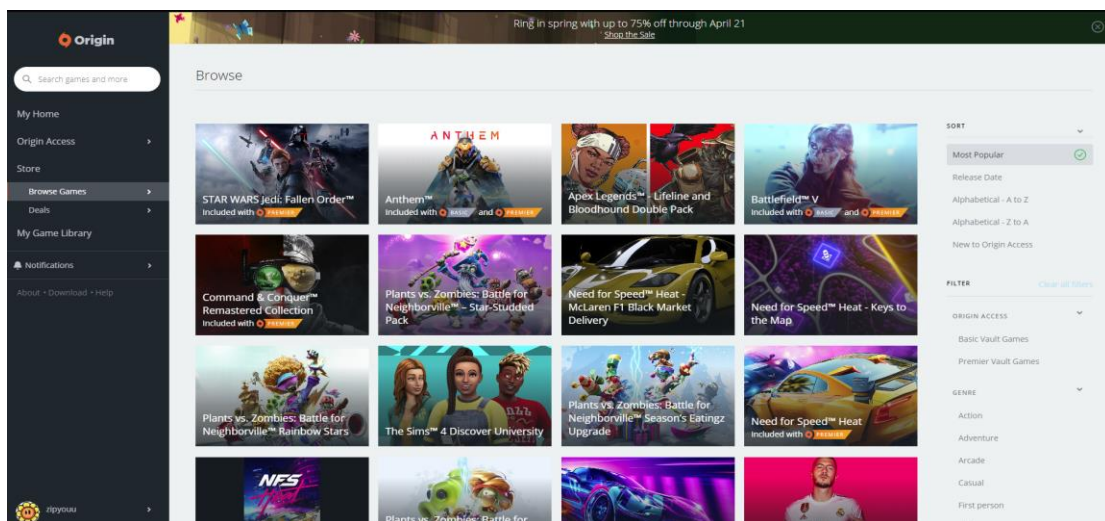 Origin
Search games and more
My Home
Origin Access
Store
Browse Games
Deals
My Game Library
Notifications
About • Download • Help
zipyouu
Ring in spring with up to 75% off through April 21
Shop the Sale
Browse
STAR WARS Jedi: Fallen Order™
Included with PREMIER
ANTHEM
Anthem™
Included with BASIC and PREMIER
Apex Legends™ - Lifeline and
Bloodhound Double Pack
Battlefield™ V
Included with BASIC and PREMIER
Command & Conquer™
Remastered Collection
Included with PREMIER
Plants vs. Zombies: Battle for
Neighborville™ – Star-Studded
Pack
Need for Speed™ Heat -
McLaren F1 Black Market
Delivery
Need for Speed™ Heat - Keys to
the Map
Plants vs. Zombies: Battle for
Neighborville™ Rainbow Stars
The Sims™ 4 Discover University
Plants vs. Zombies: Battle for
Neighborville™ Season's Eatingz
Upgrade
Need for Speed™ Heat
Included with PREMIER
NFS
Plants vs. Zombies: Battle for
SORT
Most Popular
Release Date
Alphabetical - A to Z
Alphabetical - Z to A
New to Origin Access
FILTER
Clear all filters
ORIGIN ACCESS
Basic Vault Games
Premier Vault Games
GENRE
Action
Adventure
Arcade
Casual
First person